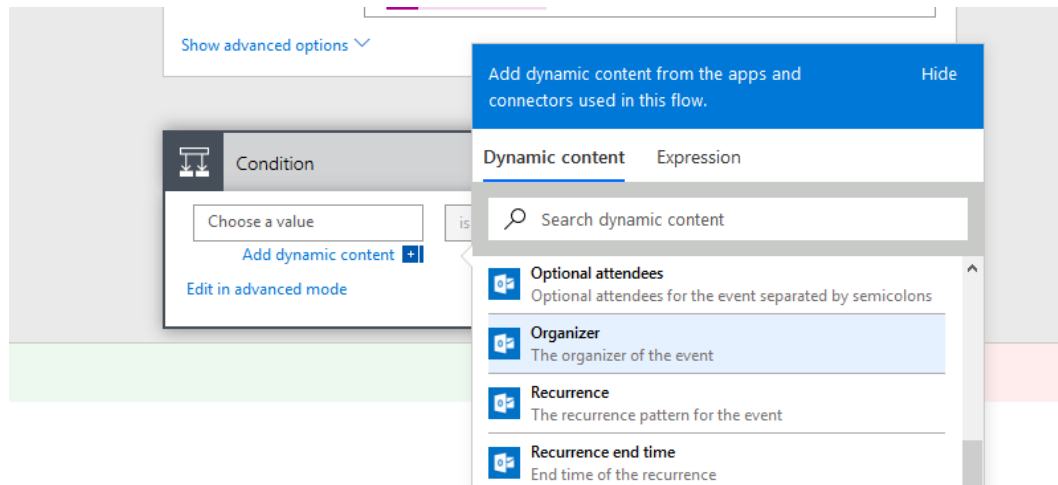 Show advanced options
Add dynamic content from the apps and
connectors used in this flow.
Hide
Condition
Dynamic content
Expression
Choose a value
is
Search dynamic content
Add dynamic content
Edit in advanced mode
Optional attendees
Optional attendees for the event separated by semicolons
Organizer
The organizer of the event
Recurrence
The recurrence pattern for the event
Recurrence end time
End time of the recurrence